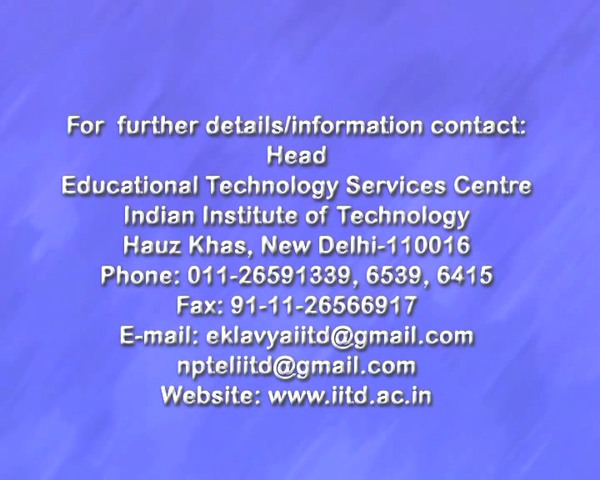 For further details/information contact:
Head
Educational Technology Services Centre
Indian Institute of Technology
Hauz Khas, New Delhi-110016
Phone: 011-26591339, 6539, 6415
Fax: 91-11-26566917
E-mail: eklavyaiitd@gmail.com
npteliitd@gmail.com
Website: www.iitd.ac.in